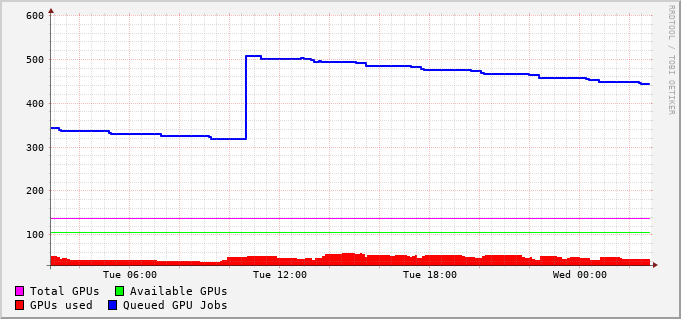 600
500
400
300
200
100
Tue 06:00 Tue 12:00 Tue 18:00 Wed 00:00
Total GPUs Available GPUs
GPUs used Queued GPU Jobs
RRDTOOL / TOBI OETIKER